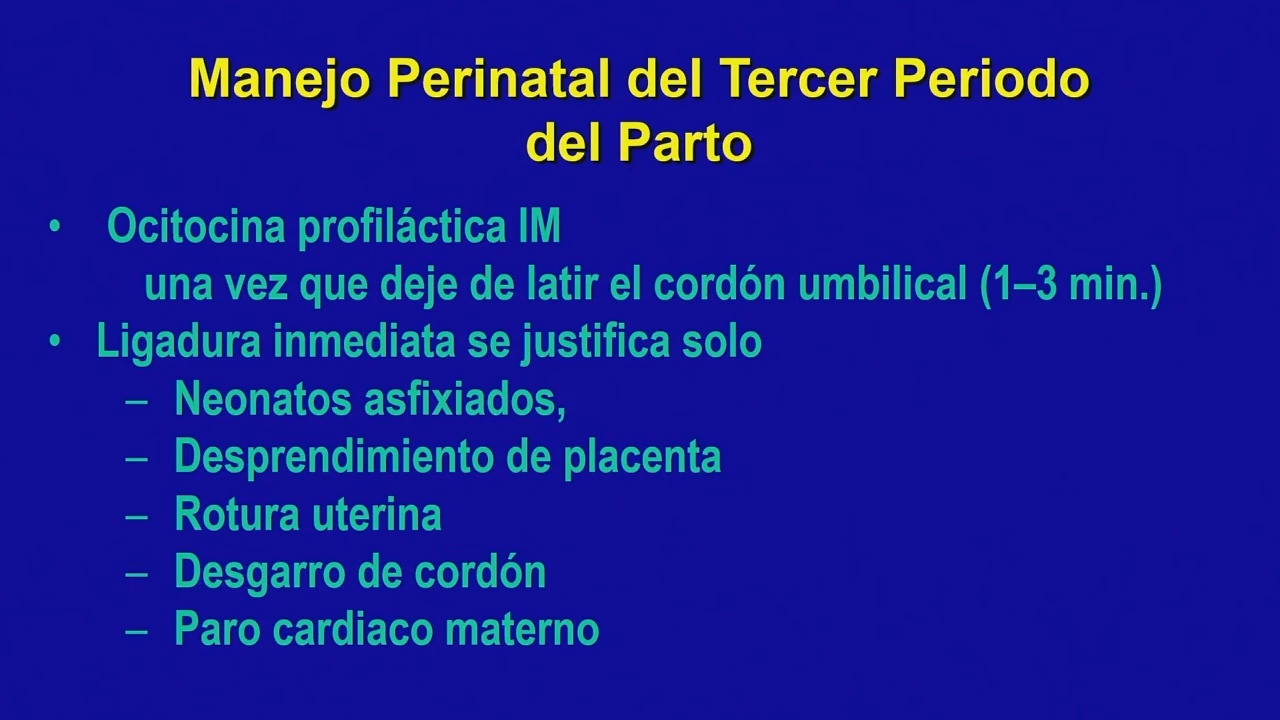 Manejo Perinatal del Tercer Periodo
del Parto
• Ocitocina profiláctica IM
una vez que deje de latir el cordón umbilical (1–3 min.)
• Ligadura inmediata se justifica solo
– Neonatos asfixiados,
– Desprendimiento de placenta
– Rotura uterina
– Desgarro de cordón
– Paro cardiaco materno